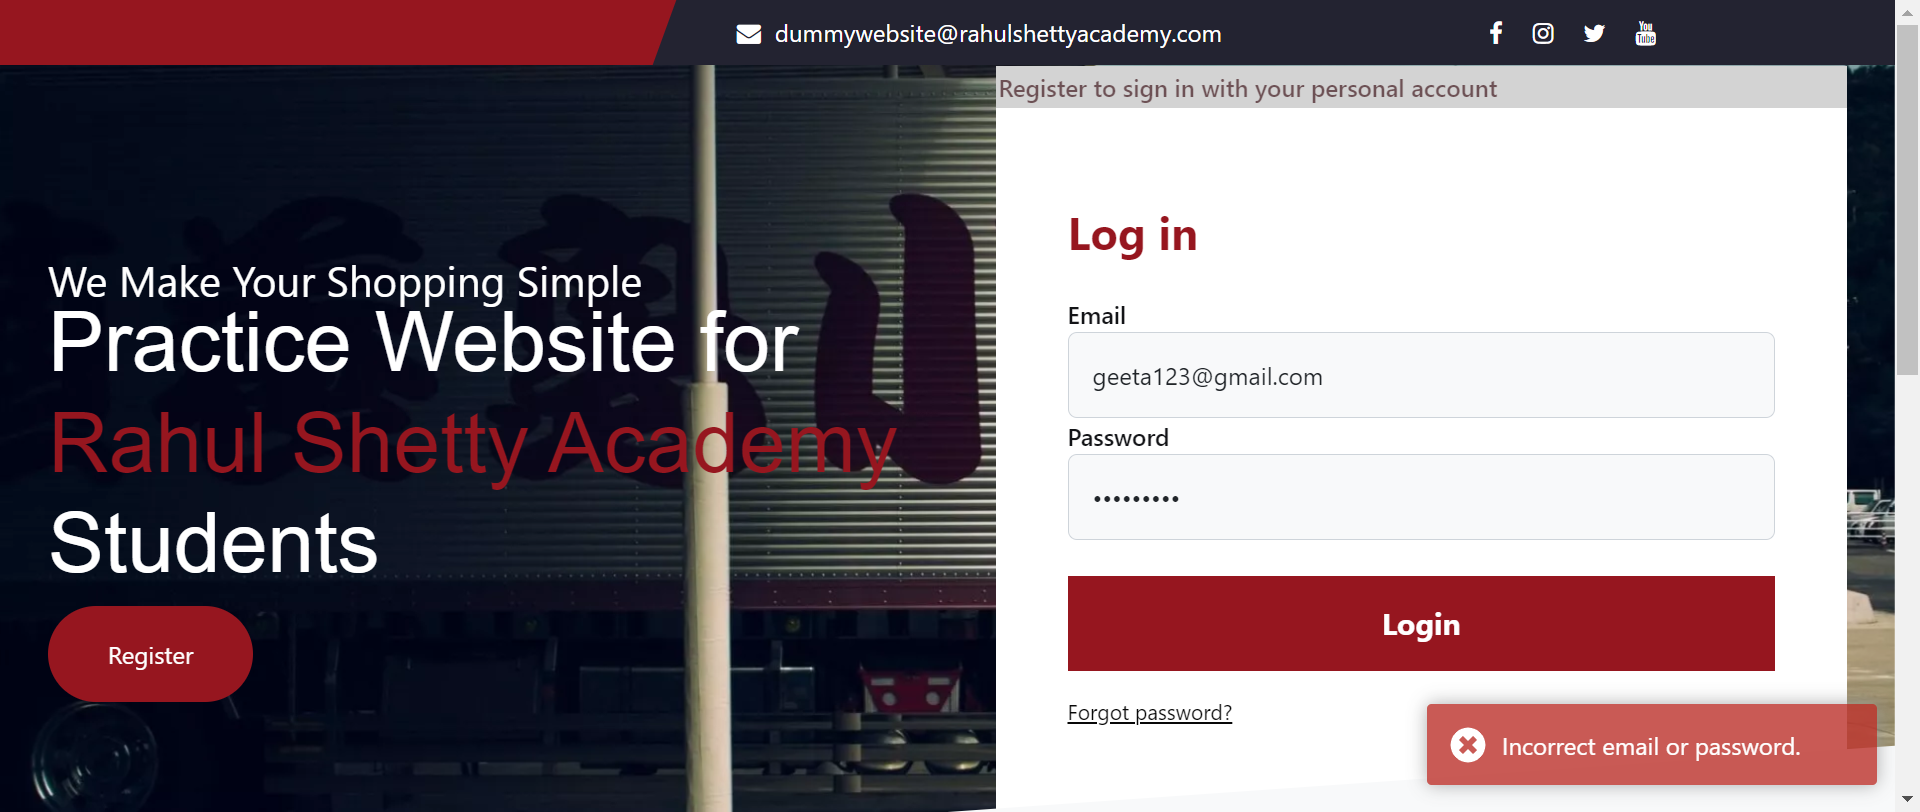 dummywebsite@rahulshettyacademy.com
You
Tube
Register to sign in with your personal account
We Make Your Shopping Simple
Practice Website for
Rahul Shetty Academy
Students
Register
Log in
Email
geeta123@gmail.com
Password
•••••••••
Login
Forgot password?
Incorrect email or password.